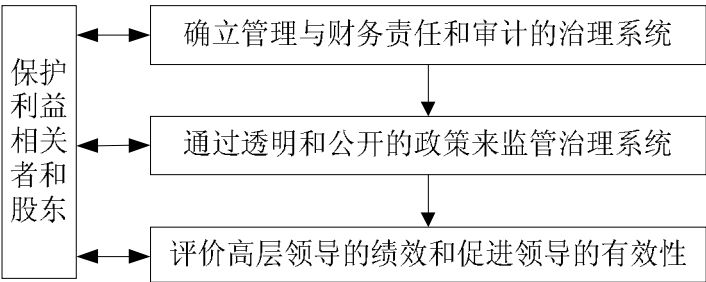 保护
利益
相关
者和
股东
确立管理与财务责任和审计的治理系统
通过透明和公开的政策来监管治理系统
评价高层领导的绩效和促进领导的有效性